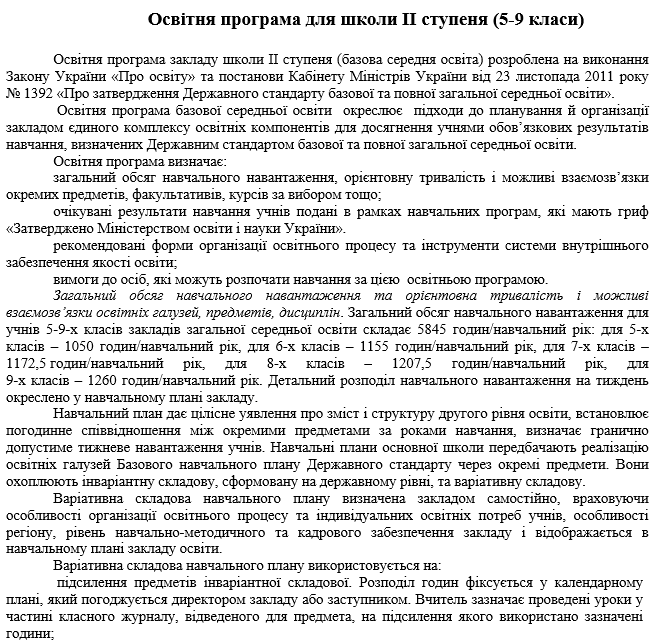 Освітня програма для школи ІІ ступеня (5-9 класи)
Освітня програма закладу школи ІІ ступеня (базова середня освіта) розроблена на виконання
Закону України «Про освіту» та постанови Кабінету Міністрів України від 23 листопада 2011 року
№ 1392 «Про затвердження Державного стандарту базової та повної загальної середньої освіти».
Освітня програма базової середньої освіти окреслює підходи до планування й організації
закладом єдиного комплексу освітніх компонентів для досягнення учнями обов’язкових результатів
навчання, визначених Державним стандартом базової та повної загальної середньої освіти.
Освітня програма визначає:
загальний обсяг навчального навантаження, орієнтовну тривалість і можливі взаємозв’язки
окремих предметів, факультативів, курсів за вибором тощо;
очікувані результати навчання учнів подані в рамках навчальних програм, які мають гриф
«Затверджено Міністерством освіти і науки України».
рекомендовані форми організації освітнього процесу та інструменти системи внутрішнього
забезпечення якості освіти;
вимоги до осіб, які можуть розпочати навчання за цією освітньою програмою.
Загальний обсяг навчального навантаження та орієнтовна тривалість і можливі
взаємозв’язки освітніх галузей, предметів, дисциплін. Загальний обсяг навчального навантаження для
учнів 5-9-х класів закладів загальної середньої освіти складає 5845 годин/навчальний рік: для 5-х
класів – 1050 годин/навчальний рік, для 6-х класів – 1155 годин/навчальний рік, для 7-х класів –
1172,5 годин/навчальний рік, для 8-х класів – 1207,5 годин/навчальний рік, для
9-х класів – 1260 годин/навчальний рік. Детальний розподіл навчального навантаження на тиждень
окреслено у навчальному плані закладу.
Навчальний план дає цілісне уявлення про зміст і структуру другого рівня освіти, встановлює
погодинне співвідношення між окремими предметами за роками навчання, визначає гранично
допустиме тижневе навантаження учнів. Навчальні плани основної школи передбачають реалізацію
освітніх галузей Базового навчального плану Державного стандарту через окремі предмети. Вони
охоплюють інваріантну складову, сформовану на державному рівні, та варіативну складову.
Варіативна складова навчального плану визначена закладом самостійно, враховуючи
особливості організації освітнього процесу та індивідуальних освітніх потреб учнів, особливості
регіону, рівень навчально-методичного та кадрового забезпечення закладу і відображається в
навчальному плані закладу освіти.
Варіативна складова навчального плану використовується на:
підсилення предметів інваріантної складової. Розподіл годин фіксується у календарному
плані, який погоджується директором закладу або заступником. Вчитель зазначає проведені уроки у
частині класного журналу, відведеного для предмета, на підсилення якого використано зазначені
години;